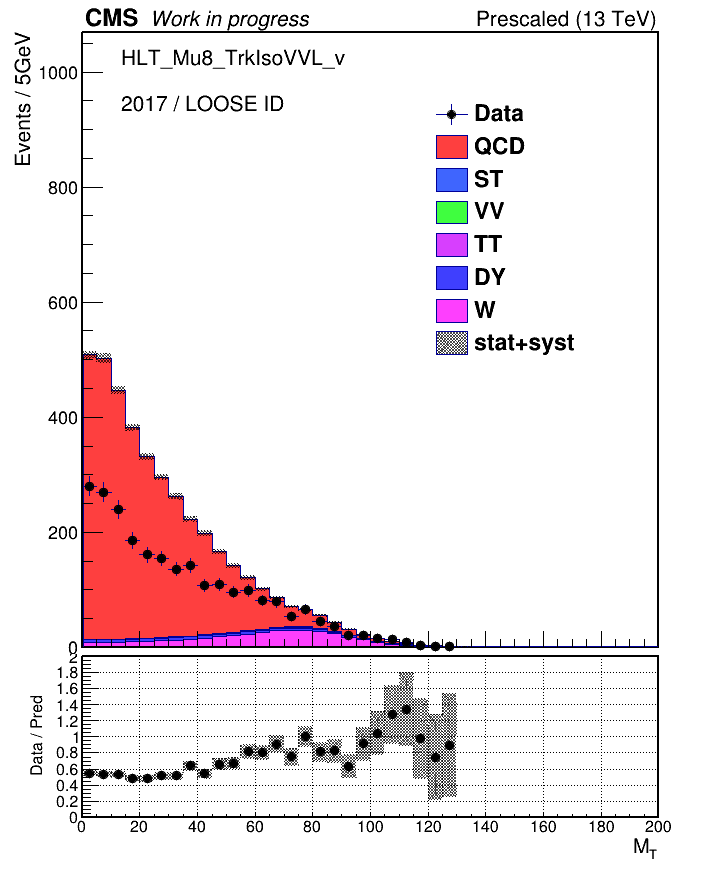 CMS Work in progress Prescaled (13 TeV)
Events / 5GeV
HLT_Mu8_TrkIsoVVL_v
2017 / LOOSE ID
Data
QCD
ST
VV
TT
DY
W
stat+syst
1000
800
600
400
200
0
Data / Pred
2
1.8
1.6
1.4
1.2
1
0.8
0.6
0.4
0.2
0
0 20 40 60 80 100 120 140 160 180 200
M_T